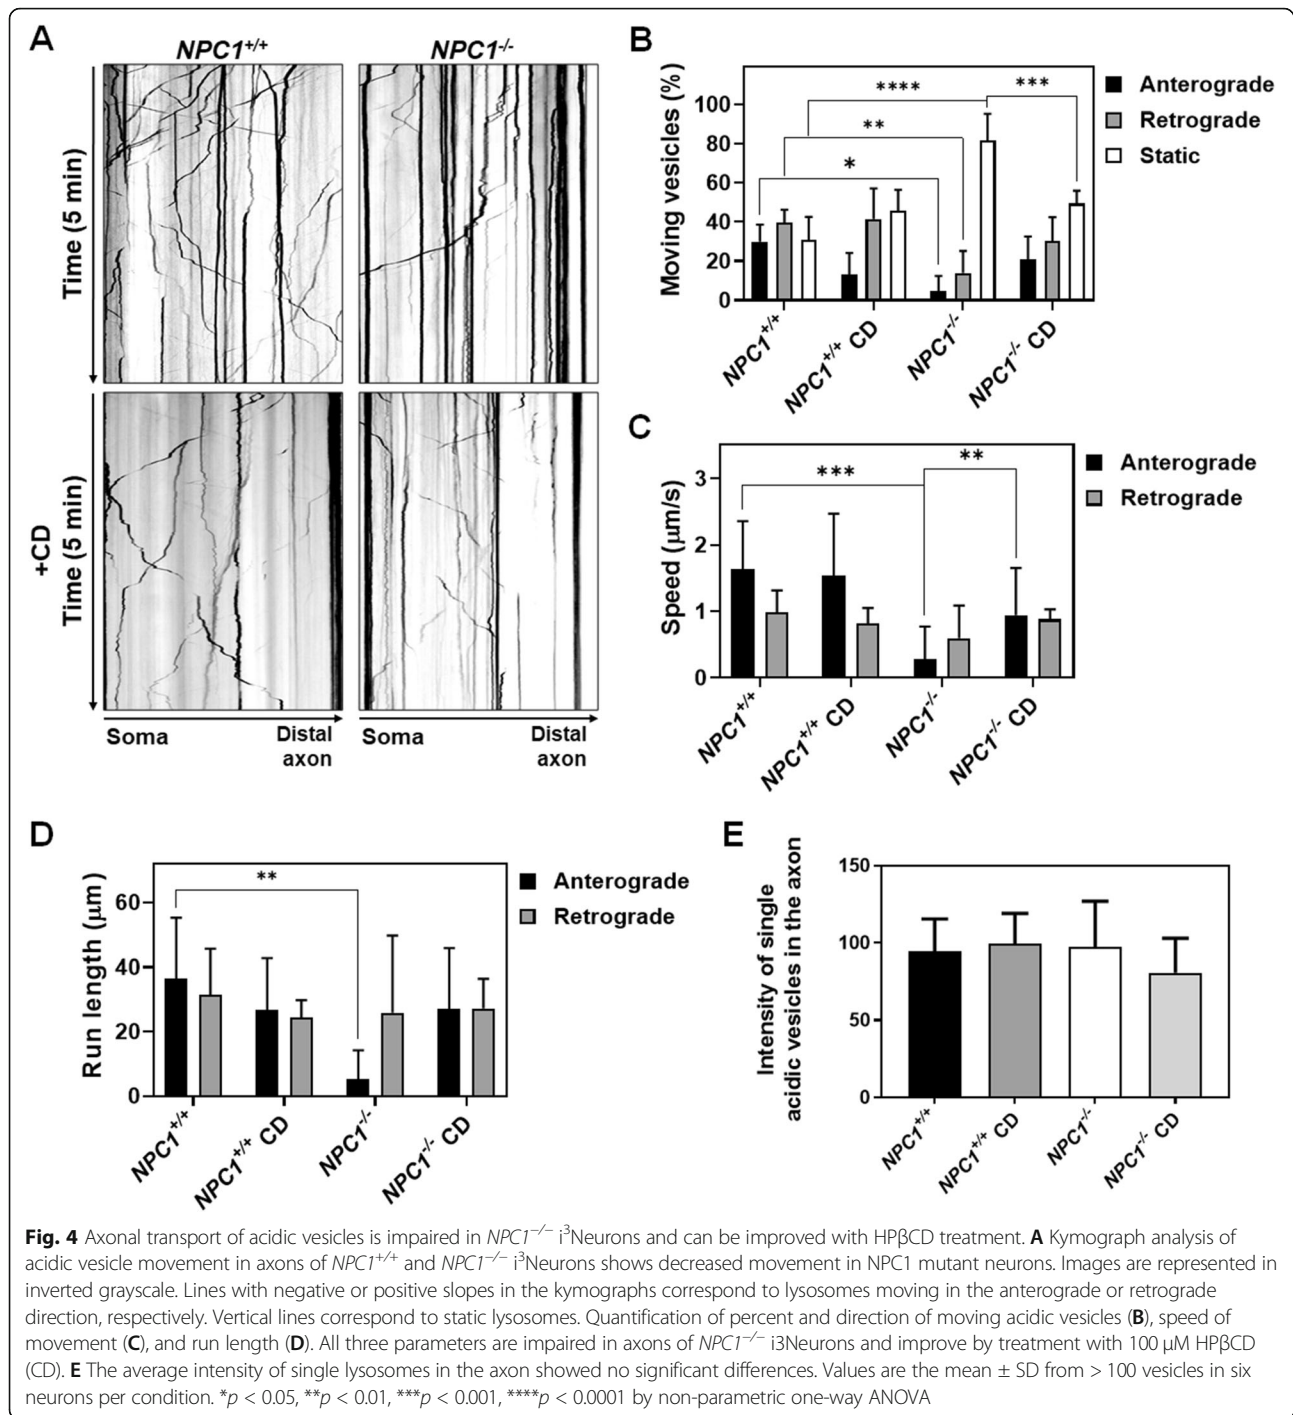 A
NPC1+/+
NPC1-/-
Time (5 min)
+CD
Time (5 min)
Soma
Distal
axon
Soma
Distal
axon
B
Moving vesicles (%)
100
80
60
40
20
0
****
***
**
*
Anterograde
Retrograde
Static
NPC1+/+
NPC1+/+ CD
NPC1-/-
NPC1-/- CD
C
Speed (μm/s)
3
2
1
0
***
**
Anterograde
Retrograde
NPC1+/+
NPC1+/+ CD
NPC1-/-
NPC1-/- CD
D
Run length (μm)
60
40
20
0
**
Anterograde
Retrograde
NPC1+/+
NPC1+/+ CD
NPC1-/-
NPC1-/- CD
E
Intensity of single
acidic vesicles in the axon
150
100
50
0
NPC1+/+
NPC1+/+ CD
NPC1-/-
NPC1-/- CD
Fig. 4 Axonal transport of acidic vesicles is impaired in NPC1−/− i3Neurons and can be improved with HPβCD treatment. A Kymograph analysis of
acidic vesicle movement in axons of NPC1+/+ and NPC1−/− i3Neurons shows decreased movement in NPC1 mutant neurons. Images are represented in
inverted grayscale. Lines with negative or positive slopes in the kymographs correspond to lysosomes moving in the anterograde or retrograde
direction, respectively. Vertical lines correspond to static lysosomes. Quantification of percent and direction of moving acidic vesicles (B), speed of
movement (C), and run length (D). All three parameters are impaired in axons of NPC1−/− i3Neurons and improve by treatment with 100 μM HPβCD
(CD). E The average intensity of single lysosomes in the axon showed no significant differences. Values are the mean ± SD from > 100 vesicles in six
neurons per condition. *p < 0.05, **p < 0.01, ***p < 0.001, ****p < 0.0001 by non-parametric one-way ANOVA